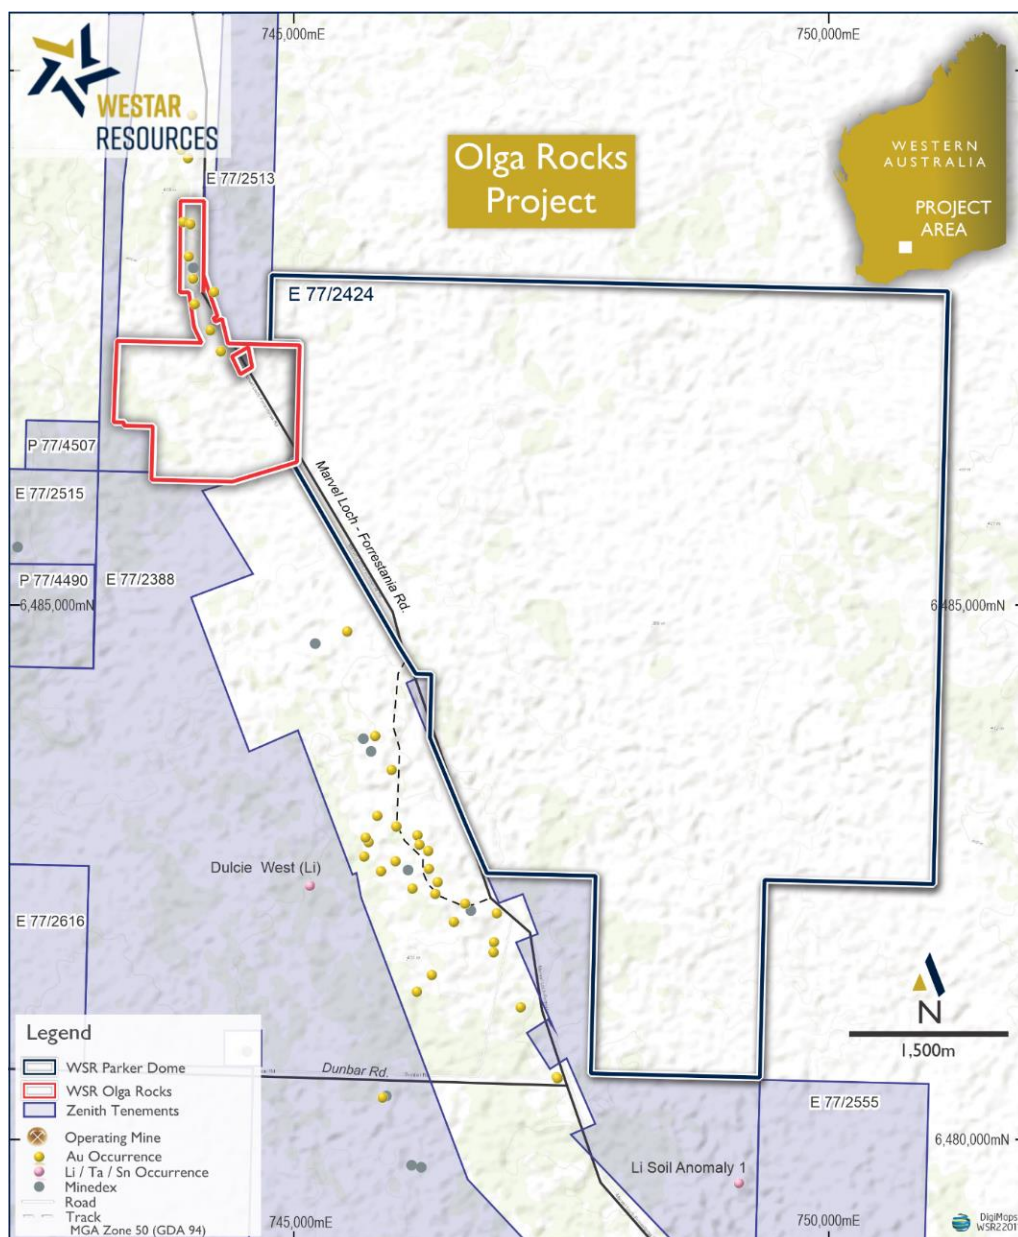 745,000mE
750,000mE
WESTAR
RESOURCES
Olga Rocks
Project
WESTERN
AUSTRALIA
PROJECT
AREA
E 77/2513
E 77/2424
P 77/4507
E 77/2515
Marvel Loch - Forrestania Rd.
P 77/4490
E 77/2388
6,485,000mN
6,485,000mN
Dulcie West (Li)
E 77/2616
N
1,500m
Legend
WSR Parker Dome
WSR Olga Rocks
Zenith Tenements
Operating Mine
Au Occurrence
Li / Ta / Sn Occurrence
Minedex
Road
Track
MGA Zone 50 (GDA 94)
Dunbar Rd.
E 77/2555
6,480,000mN
Li Soil Anomaly 1
745,000mE
750,000mE
DigiMaps